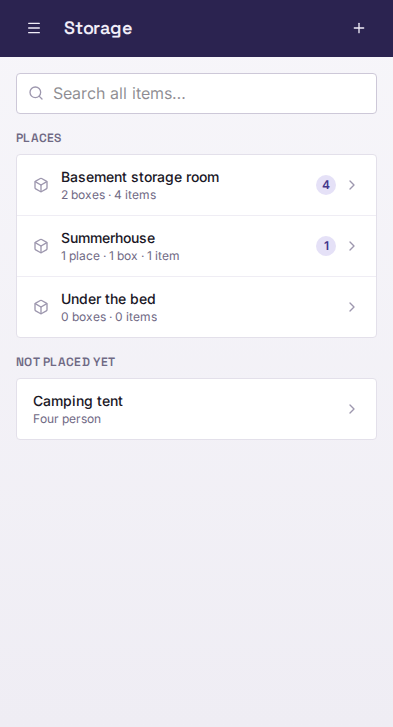 Storage
Search all items...
PLACES
Basement storage room
2 boxes · 4 items
4
Summerhouse
1 place · 1 box · 1 item
1
Under the bed
0 boxes · 0 items
NOT PLACED YET
Camping tent
Four person